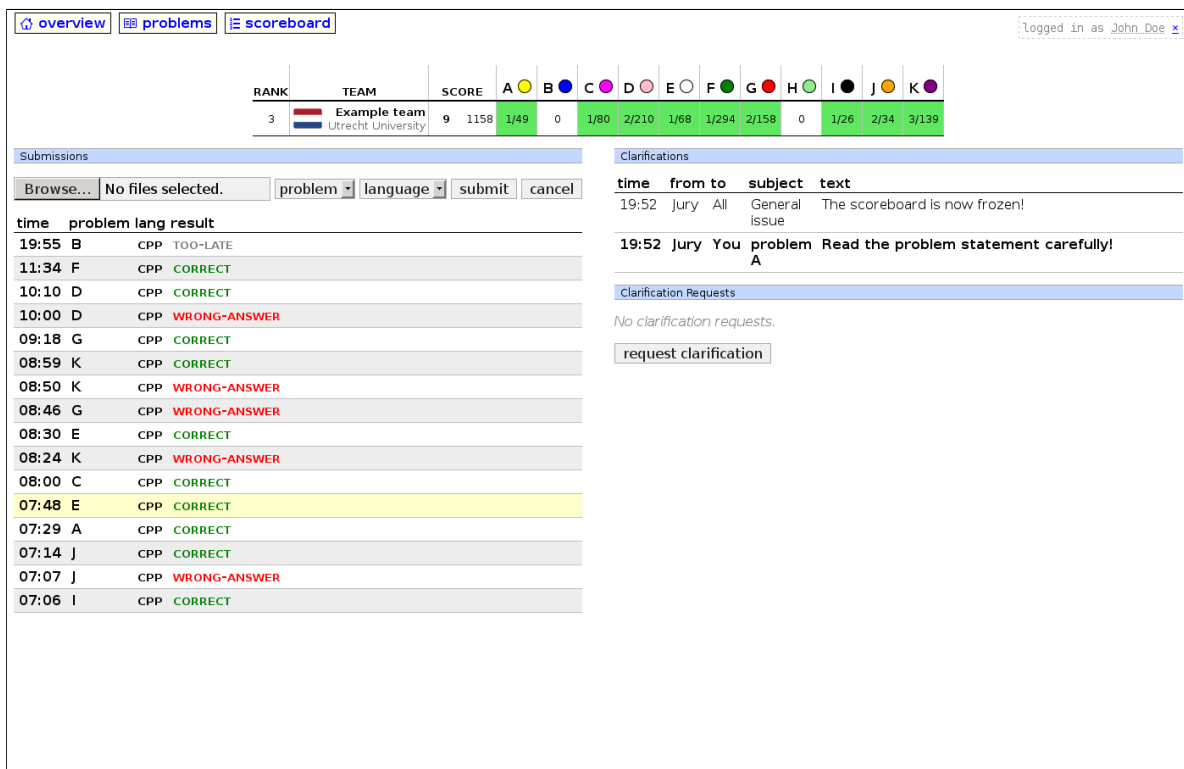 overview problems scoreboard
logged in as John Doe ×
RANK TEAM SCORE A B C D E F G H I J K
3 Example team 9 1158 1/49 0 1/80 2/210 1/68 1/294 2/158 0 1/26 2/34 3/139
Utrecht University
Submissions
Browse... No files selected. problem language submit cancel
time problem lang result
19:55 B CPP TOO-LATE
11:34 F CPP CORRECT
10:10 D CPP CORRECT
10:00 D CPP WRONG-ANSWER
09:18 G CPP CORRECT
08:59 K CPP CORRECT
08:50 K CPP WRONG-ANSWER
08:46 G CPP WRONG-ANSWER
08:30 E CPP CORRECT
08:24 K CPP WRONG-ANSWER
08:00 C CPP CORRECT
07:48 E CPP CORRECT
07:29 A CPP CORRECT
07:14 J CPP CORRECT
07:07 J CPP WRONG-ANSWER
07:06 I CPP CORRECT
Clarifications
time from to subject text
19:52 Jury All General The scoreboard is now frozen!
issue
19:52 Jury You problem Read the problem statement carefully!
A
Clarification Requests
No clarification requests.
request clarification